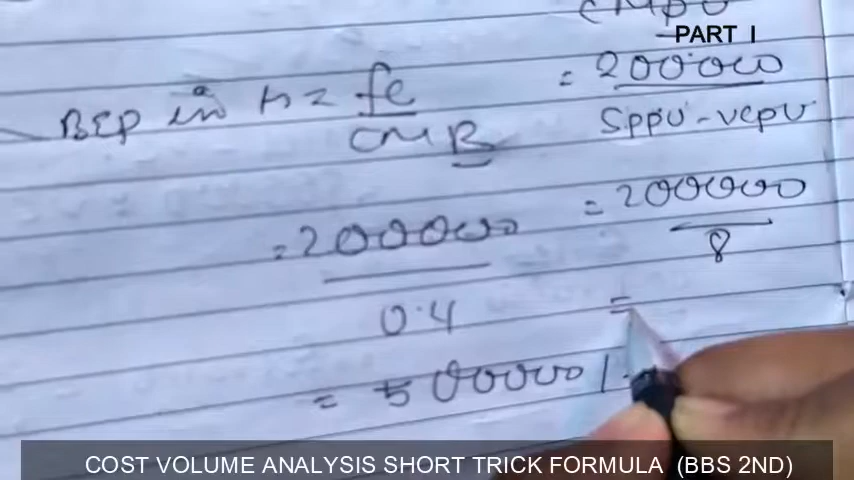 CMPU
PART I
BEP in
= fc
CMR
= 200000
SPPU - VCPU
= 200000
0.4
= 500000/-
= 200000
8
=
COST VOLUME ANALYSIS SHORT TRICK FORMULA (BBS 2ND)